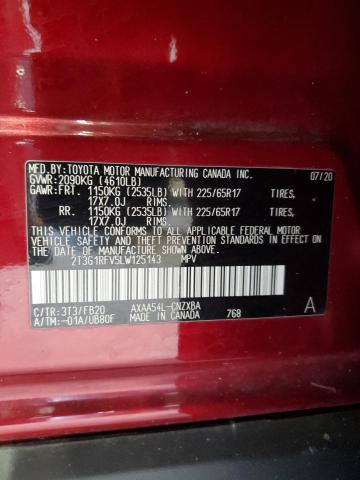 MFD.BY:TOYOTA MOTOR MANUFACTURING CANADA INC. 07/20
GVWR:2090KG (4610LB)
GAWR:FRT. 1150KG (2535LB) WITH 225/65R17 TIRES,
17X7.0J RIMS,
RR. 1150KG (2535LB) WITH 225/65R17 TIRES,
17X7.0J RIMS,
THIS VEHICLE CONFORMS TO ALL APPLICABLE
FEDERAL MOTOR VEHICLE SAFETY STANDARDS
IN EFFECT ON THE DATE OF MANUFACTURE SHOWN ABOVE.
2T3G1RFV5LW125143 MPV
C/TR:3T3/FB20 AXAA54L-CNZXBA A
A/TM:-01A/UB80F MADE IN CANADA 768